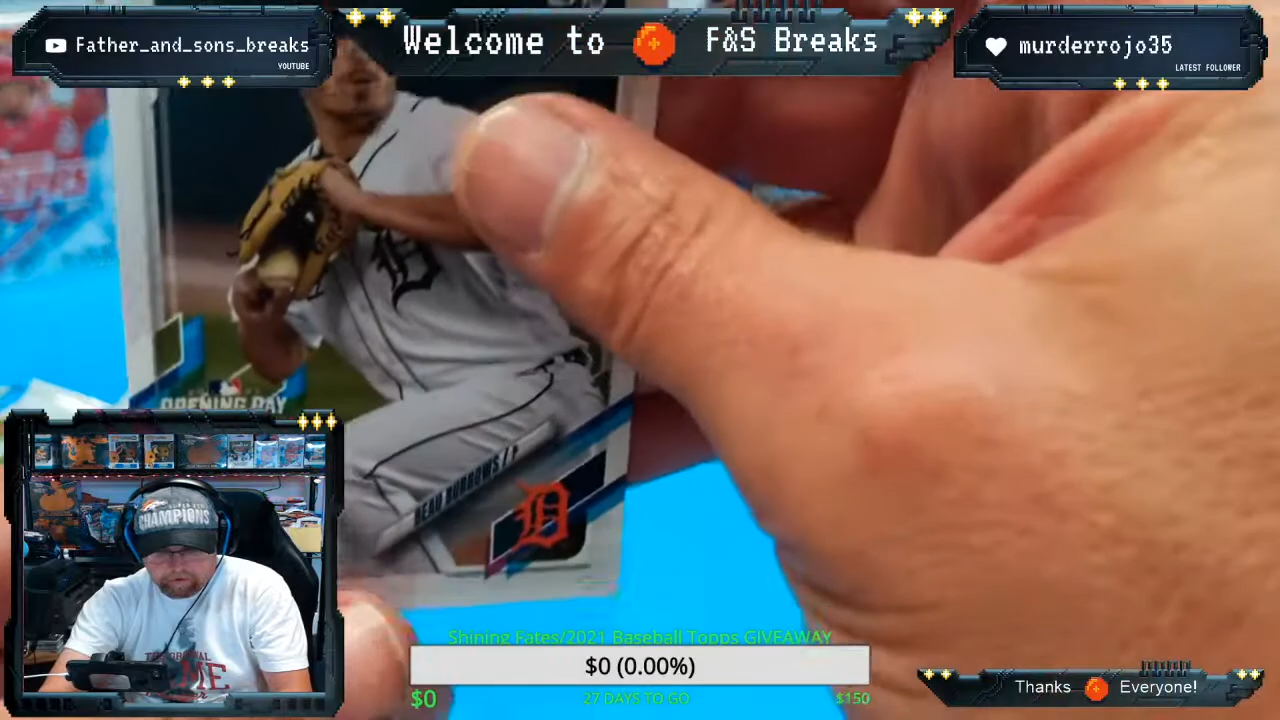 Father_and_sons_breaks
YOUTUBE
Welcome to F&S Breaks
murderrojo35
LATEST FOLLOWER
D
OPENING DAY
BEAU BURROWS / P
D
CHAMPIONS
Shining Fates/2021 Baseball Topps GIVEAWAY
$0 (0.00%)
$0
27 DAYS TO GO
$150
Thanks Everyone!